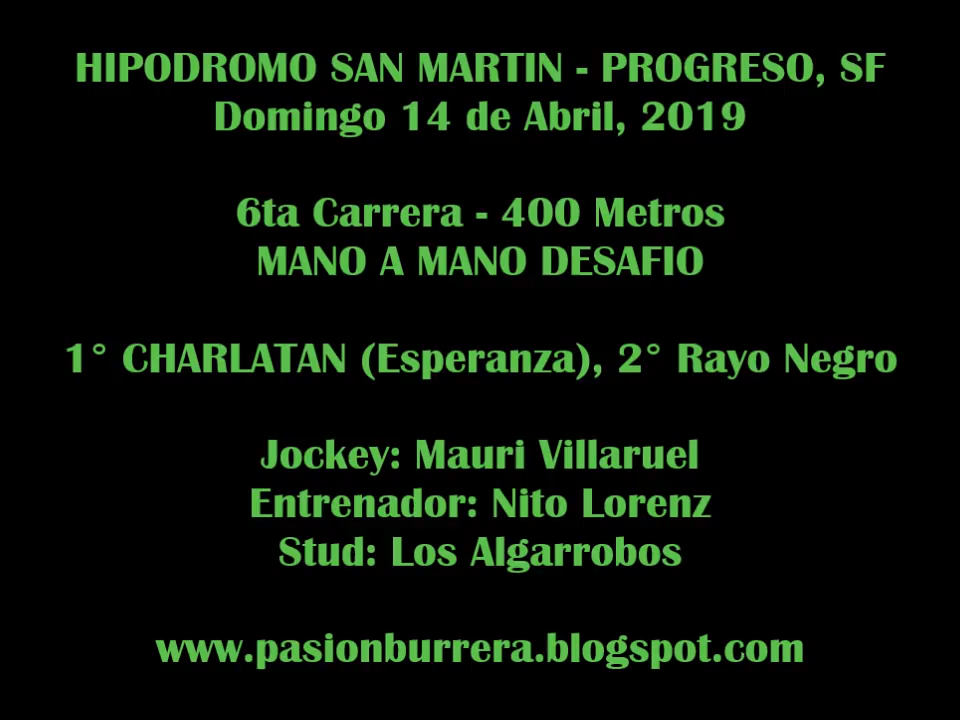 HIPODROMO SAN MARTIN - PROGRESO, SF
Domingo 14 de Abril, 2019
6ta Carrera - 400 Metros
MANO A MANO DESAFIO
1° CHARLATAN (Esperanza), 2° Rayo Negro
Jockey: Mauri Villaruel
Entrenador: Nito Lorenz
Stud: Los Algarrobos
www.pasionburrera.blogspot.com